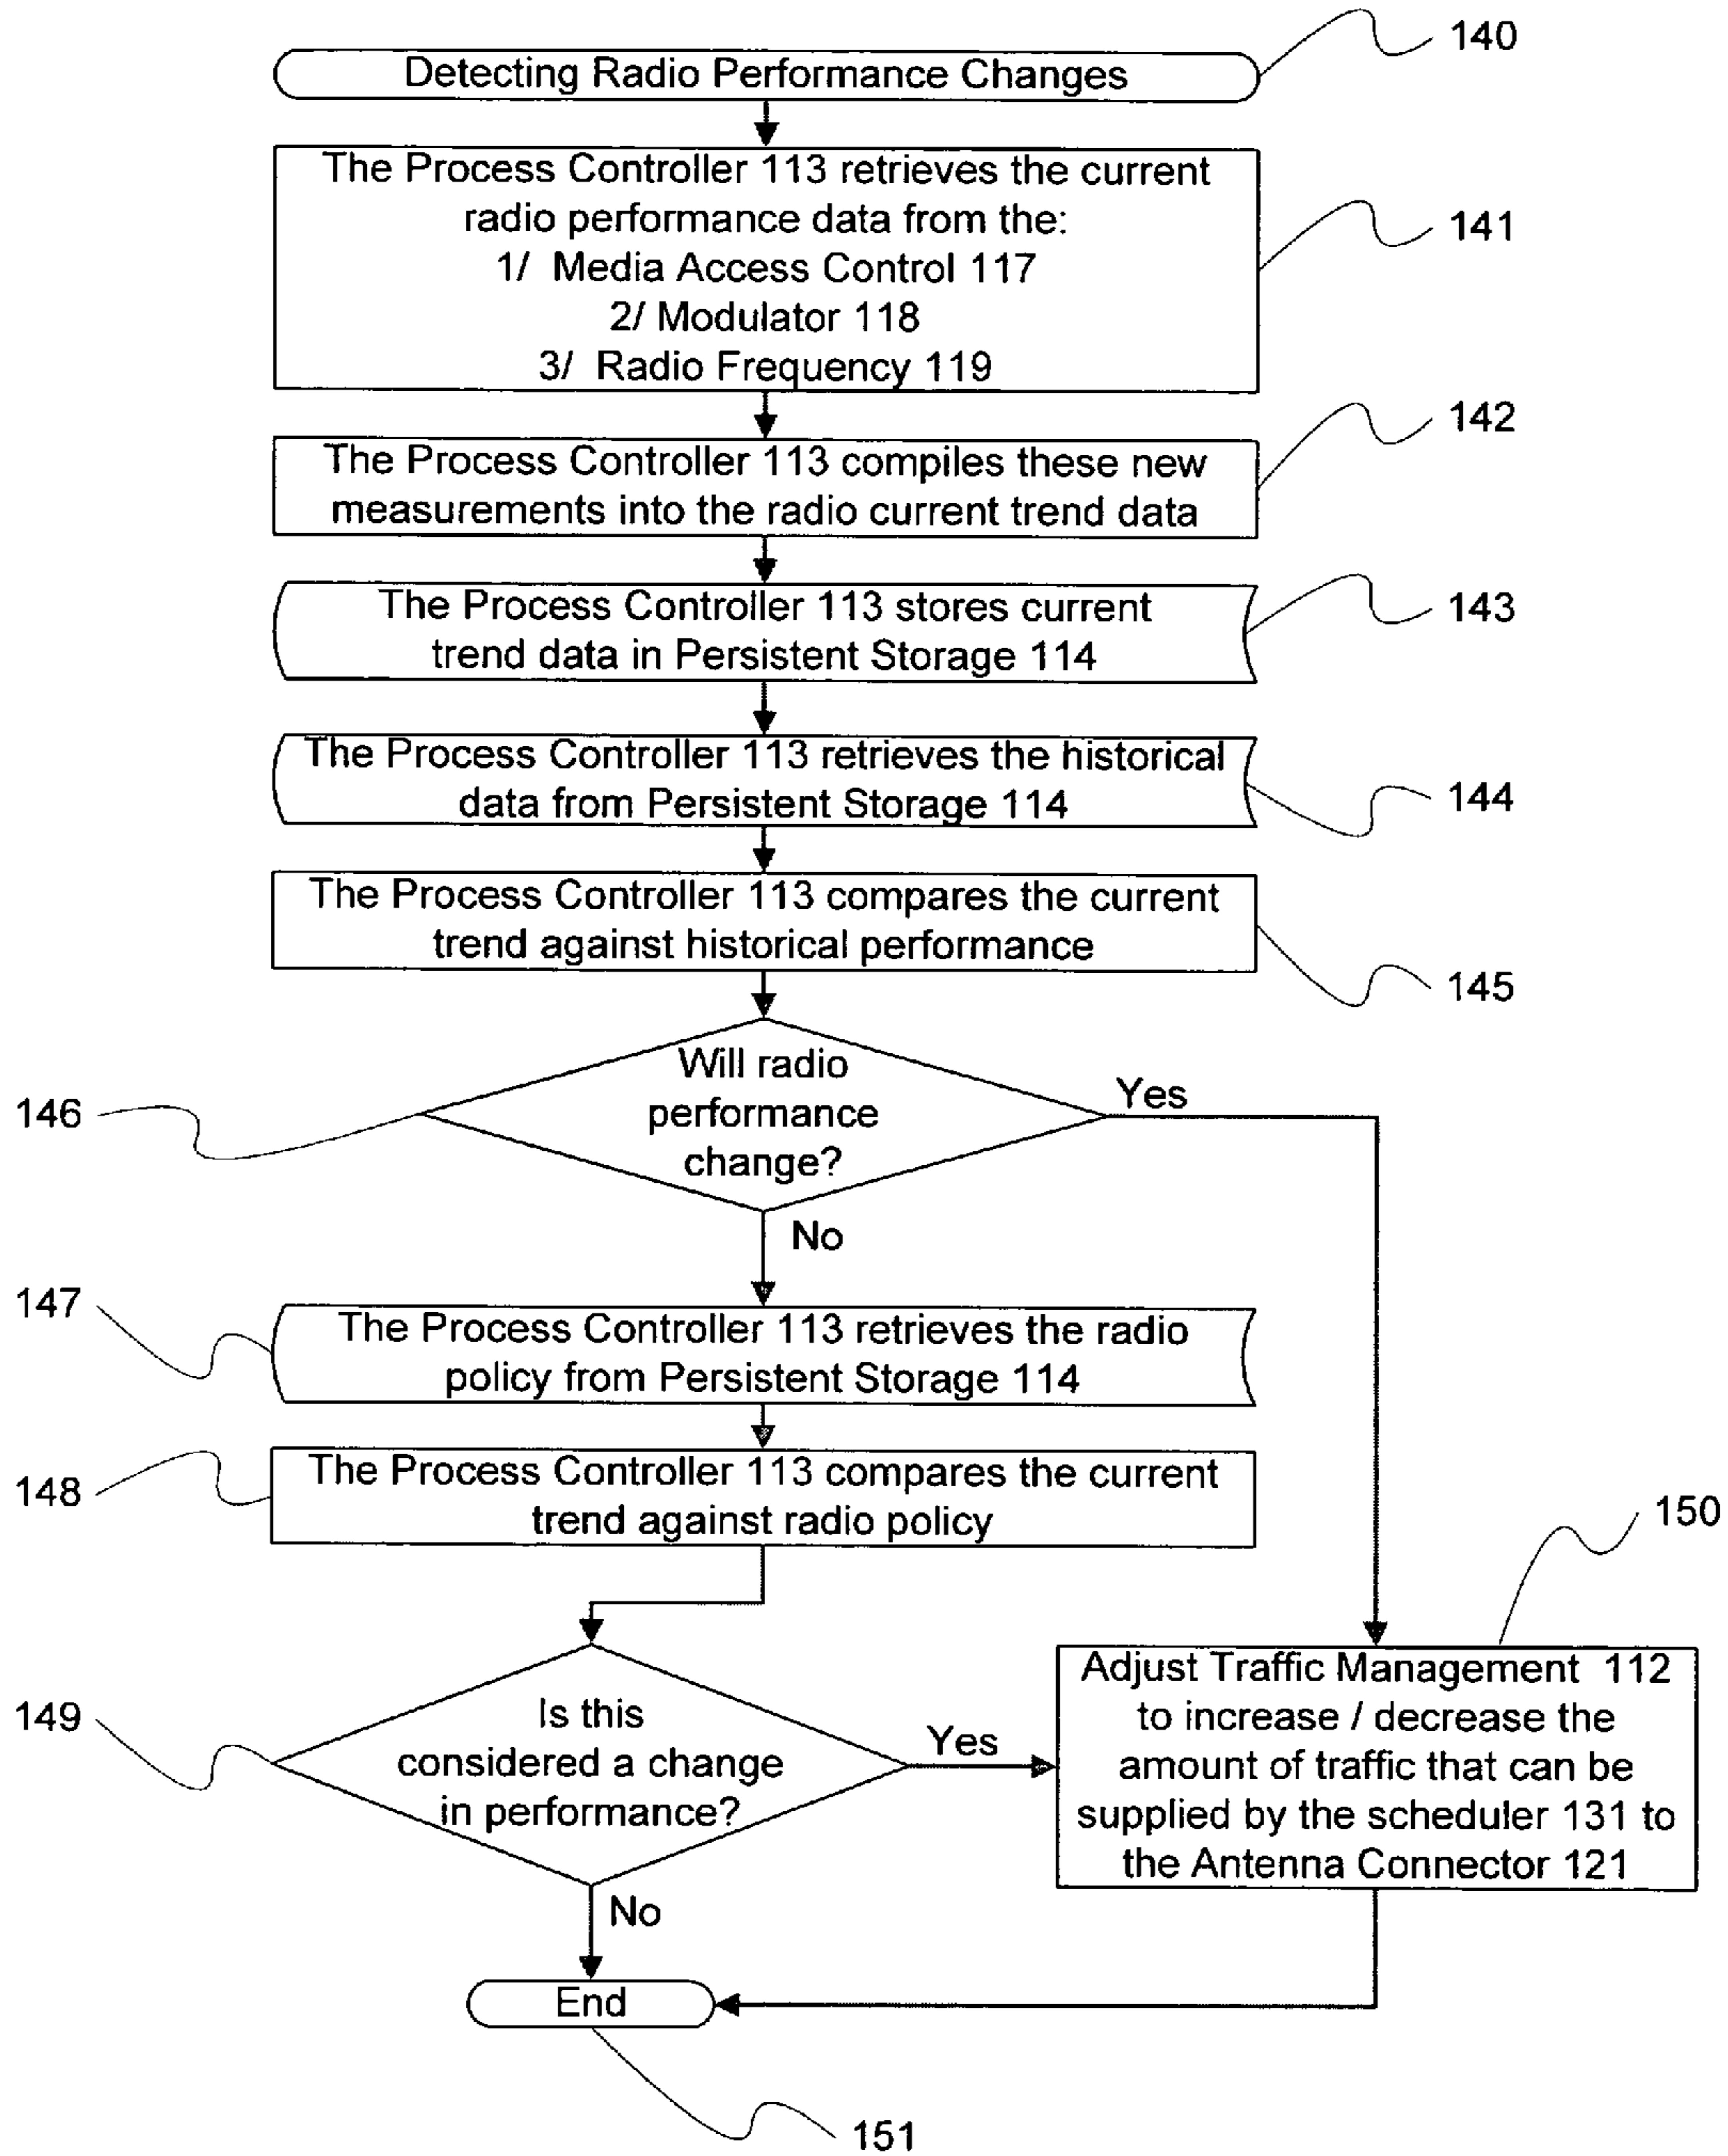 140
Detecting Radio Performance Changes
The Process Controller 113 retrieves the current
radio performance data from the:
1/ Media Access Control 117
2/ Modulator 118
3/ Radio Frequency 119
141
142
The Process Controller 113 compiles these new
measurements into the radio current trend data
The Process Controller 113 stores current
trend data in Persistent Storage 114
143
The Process Controller 113 retrieves the historical
data from Persistent Storage 114
144
The Process Controller 113 compares the current
trend against historical performance
145
Will radio
performance
change?
Yes
146
No
147
The Process Controller 113 retrieves the radio
policy from Persistent Storage 114
148
The Process Controller 113 compares the current
trend against radio policy
150
149
Is this
considered a change
in performance?
Yes
Adjust Traffic Management 112
to increase / decrease the
amount of traffic that can be
supplied by the scheduler 131 to
the Antenna Connector 121
No
End
151